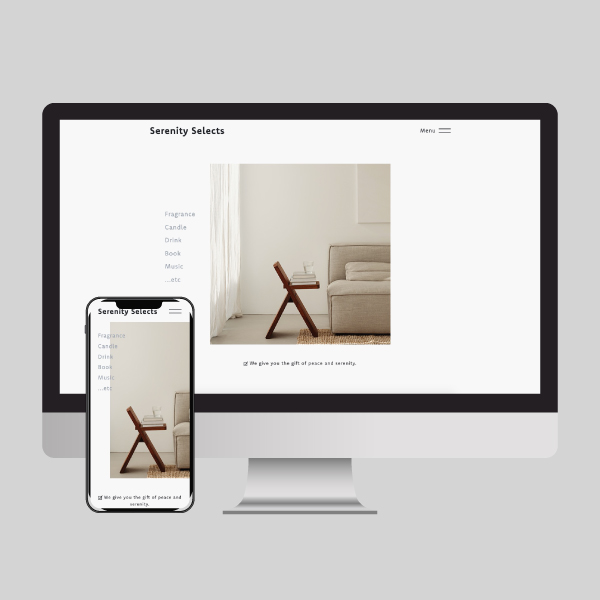 Serenity Selects
Menu
Fragrance
Candle
Drink
Book
Music
...etc
We give you the gift of peace and serenity.
Serenity Selects
Fragrance
Candle
Drink
Book
Music
...etc
We give you the gift of peace and
serenity.